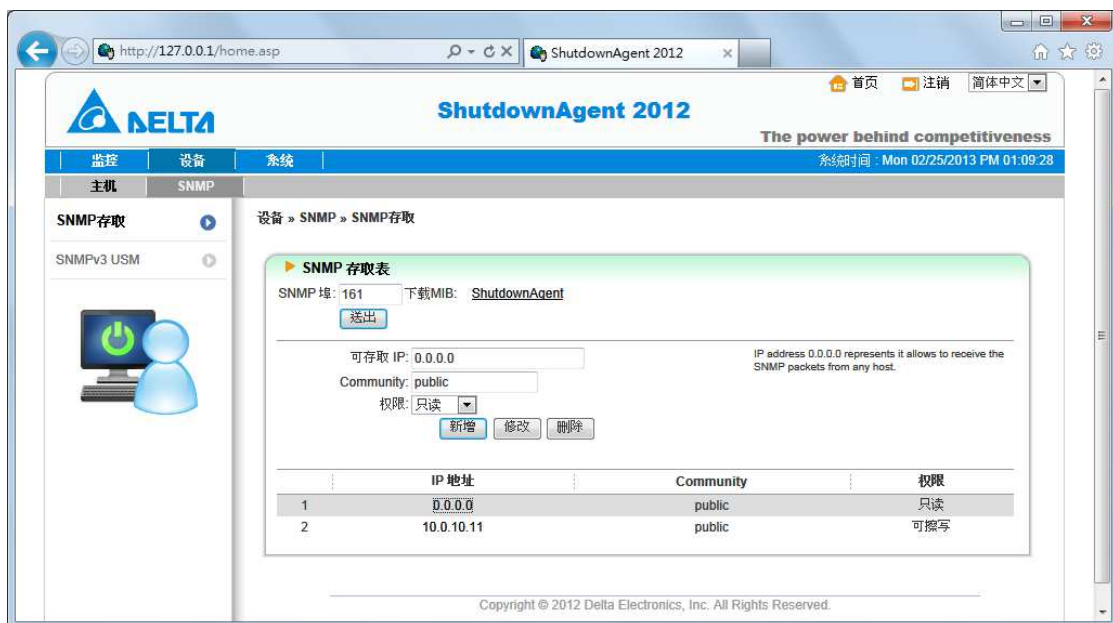 http://127.0.0.1/home.asp
ShutdownAgent 2012
首页 注销 简体中文
DELTA
ShutdownAgent 2012
The power behind competitiveness
监控 设备 系统 系统时间 : Mon 02/25/2013 PM 01:09:28
主机 SNMP
SNMP存取
SNMPv3 USM
设备 » SNMP » SNMP存取
SNMP 存取表
SNMP 埠: 161 下载MIB: ShutdownAgent
送出
可存取 IP: 0.0.0.0
IP address 0.0.0.0 represents it allows to receive the
SNMP packets from any host.
Community: public
权限: 只读
新增 修改 删除
IP 地址 Community 权限
1 0.0.0.0 public 只读
2 10.0.10.11 public 可擦写
Copyright © 2012 Delta Electronics, Inc. All Rights Reserved.